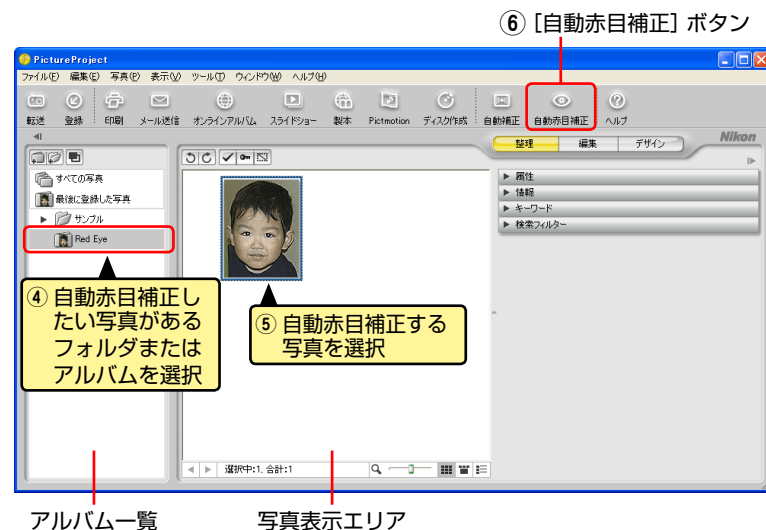 ⑥ [自動赤目補正] ボタン
PictureProject
ファイル(F) 編集(E) 写真(P) 表示(V) ツール(T) ウィンドウ(W) ヘルプ(H)
転送 登録 印刷 メール送信 オンラインアルバム スライドショー 製本 Pictmotion ディスク作成 自動補正 自動赤目補正 ヘルプ
整理 編集 デザイン Nikon
すべての写真
最後に登録した写真
サンプル
Red Eye
属性
情報
キーワード
検索フィルター
④ 自動赤目補正し
たい写真がある
フォルダまたは
アルバムを選択
⑤ 自動赤目補正する
写真を選択
選択中:1, 合計:1
アルバム一覧 写真表示エリア